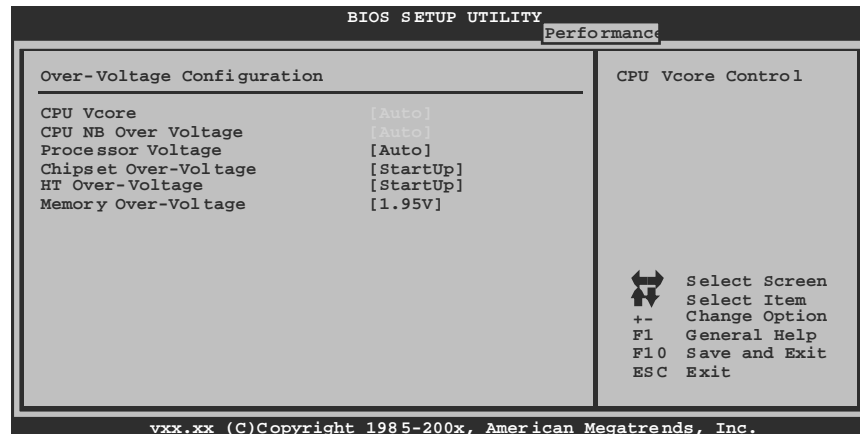 BIOS SETUP UTILITY
Performance
Over-Voltage Configuration
CPU Vcore [Auto]
CPU NB Over Voltage [Auto]
Processor Voltage [Auto]
Chipset Over-Voltage [StartUp]
HT Over-Voltage [StartUp]
Memory Over-Voltage [1.95V]
CPU Vcore Control
Select Screen
Select Item
+- Change Option
F1 General Help
F10 Save and Exit
ESC Exit
vxx.xx (C)Copyright 1985-200x, American Megatrends, Inc.